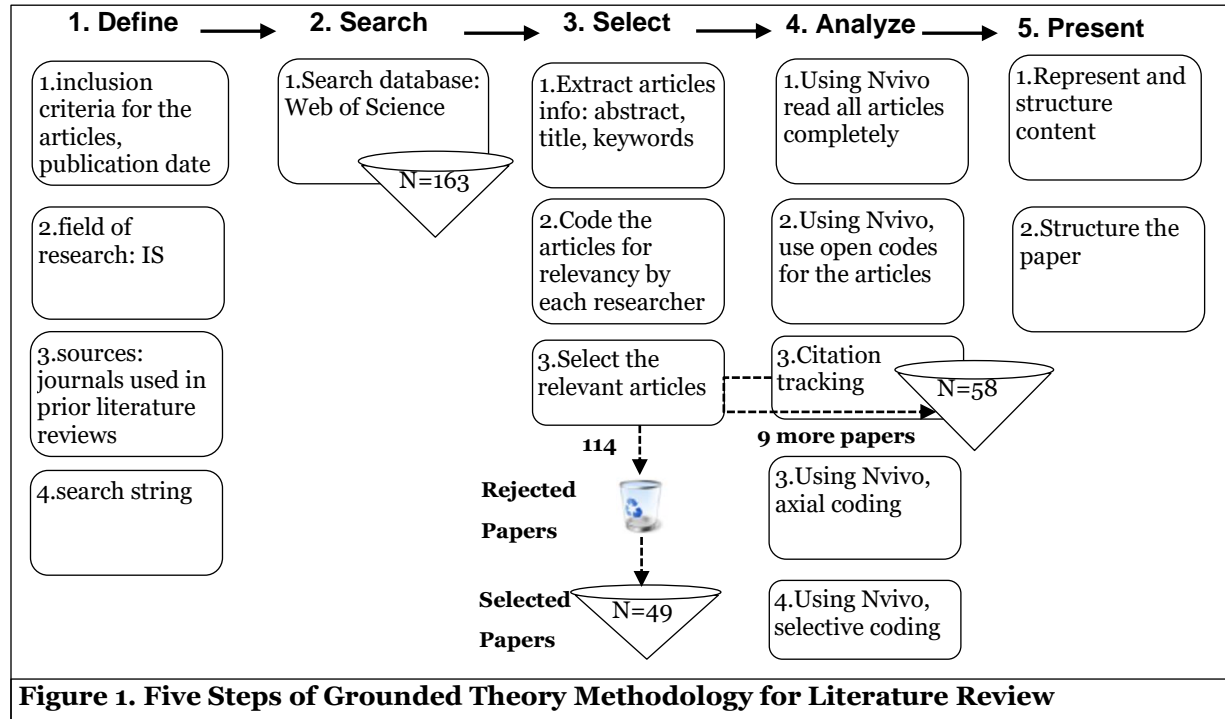 1. Define
2. Search
3. Select
4. Analyze
5. Present
1.inclusion
criteria for the
articles,
publication date
2.field of
research: IS
3.sources:
journals used in
prior literature
reviews
4.search string
1.Search database:
Web of Science
N=163
1.Extract articles
info: abstract,
title, keywords
2.Code the
articles for
relevancy by
each researcher
3.Select the
relevant articles
114
Rejected
Papers
Selected
Papers
N=49
1.Using Nvivo
read all articles
completely
2.Using Nvivo,
use open codes
for the articles
3.Citation
tracking
N=58
9 more papers
3.Using Nvivo,
axial coding
4.Using Nvivo,
selective coding
1.Represent and
structure
content
2.Structure the
paper
Figure 1. Five Steps of Grounded Theory Methodology for Literature Review